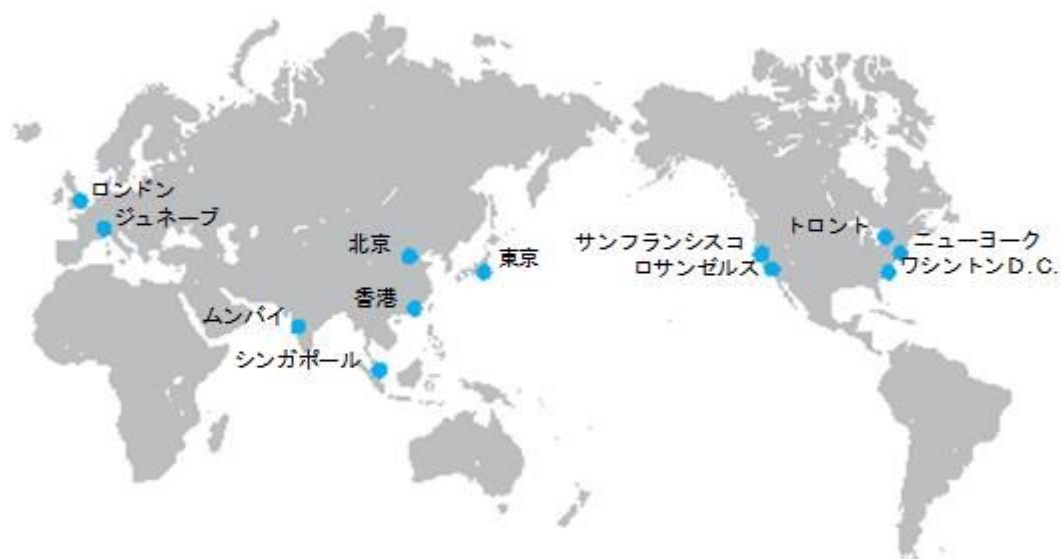 ロンドン
ジュネーブ
北京
東京
香港
ムンバイ
シンガポール
サンフランシスコ
ロサンゼルス
トロント
ニューヨーク
ワシントンD.C.